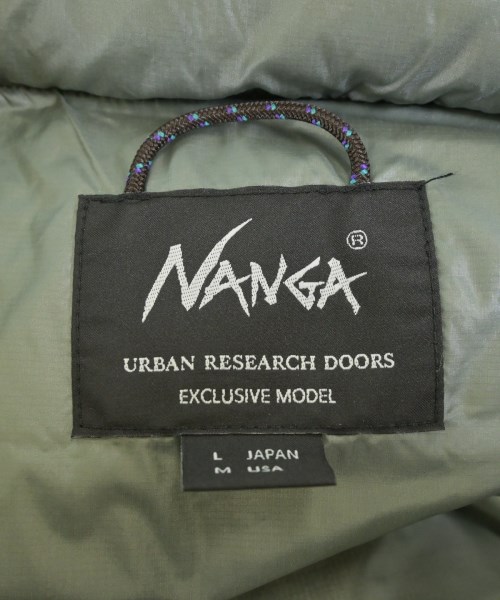 NANGA®
URBAN RESEARCH DOORS
EXCLUSIVE MODEL
L JAPAN
M USA